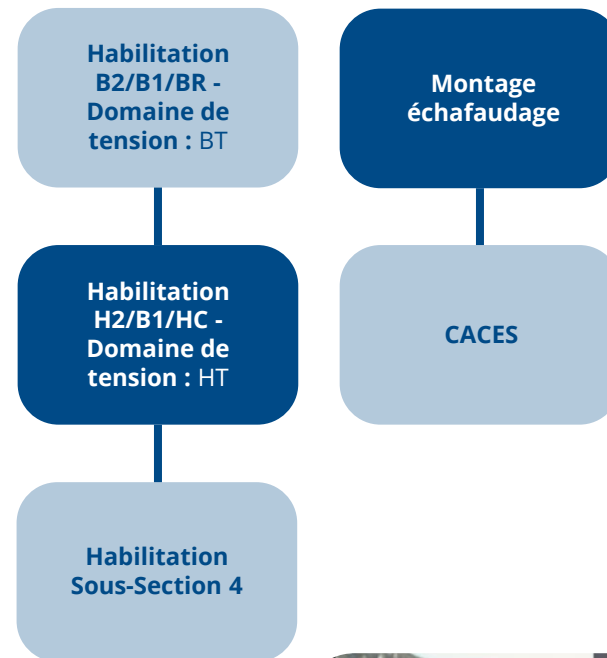 Habilitation
B2/B1/BR -
Domaine de
tension : BT
Habilitation
H2/B1/HC -
Domaine de
tension : HT
Habilitation
Sous-Section 4
Montage
échafaudage
CACES